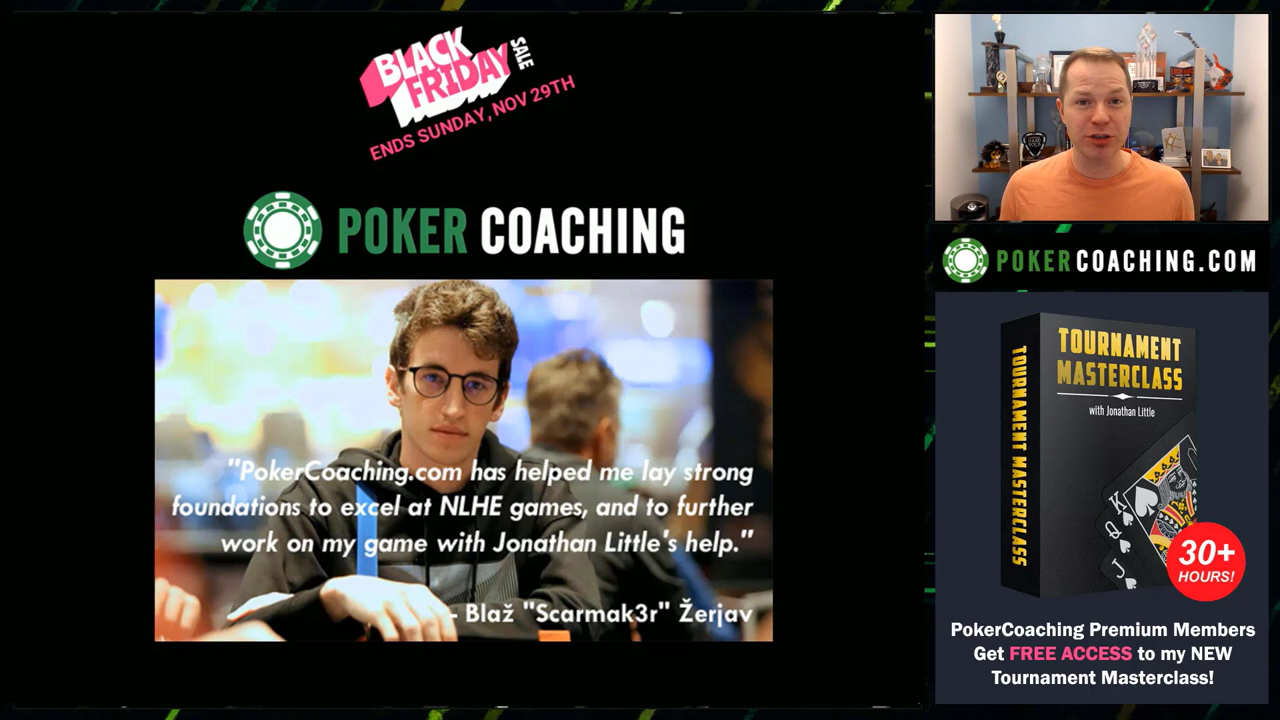 BLACK
FRIDAY
SALE
ENDS SUNDAY, NOV 29TH
POKER COACHING
"PokerCoaching.com has helped me lay strong
foundations to excel at NLHE games, and to further
work on my game with Jonathan Little's help."
- Blaž "Scarmak3r" Žerjav
POKERCOACHING.COM
TOURNAMENT
MASTERCLASS
with Jonathan Little
TOURNAMENT MASTERCLASS
K
Q
J
30+
HOURS!
PokerCoaching Premium Members
Get FREE ACCESS to my NEW
Tournament Masterclass!